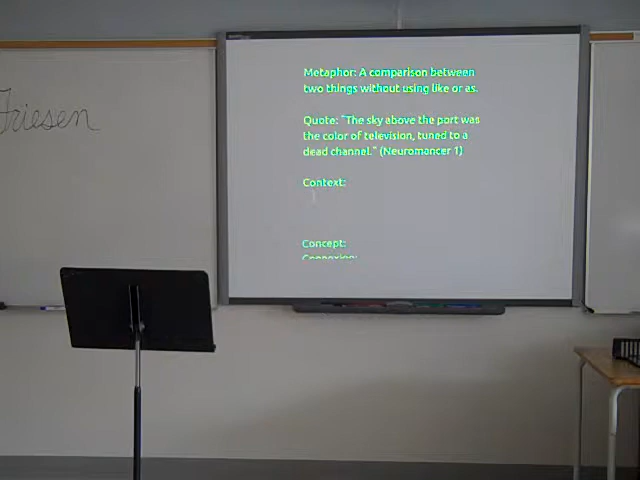 Friesen
Metaphor: A comparison between
two things without using like or as.
Quote: "The sky above the port was
the color of television, tuned to a
dead channel." (Neuromancer 1)
Context:
Concept:
Connexion: